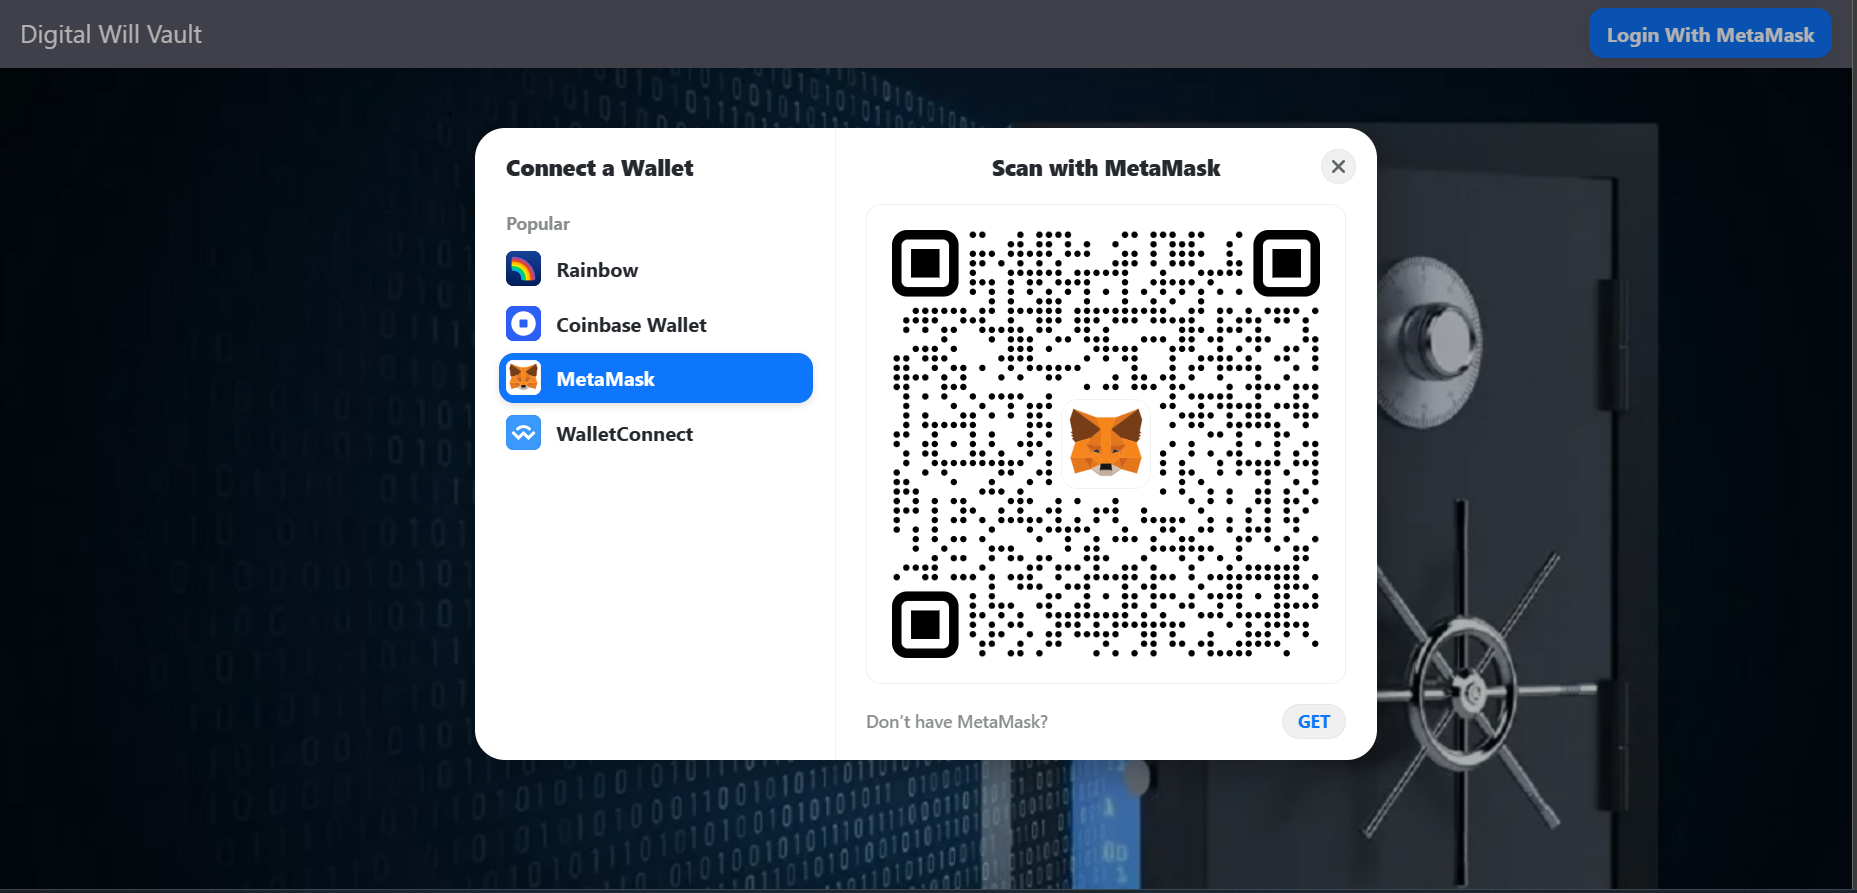 Digital Will Vault
Login With MetaMask
Connect a Wallet
Popular
Rainbow
Coinbase Wallet
MetaMask
WalletConnect
Scan with MetaMask
Don’t have MetaMask?
GET